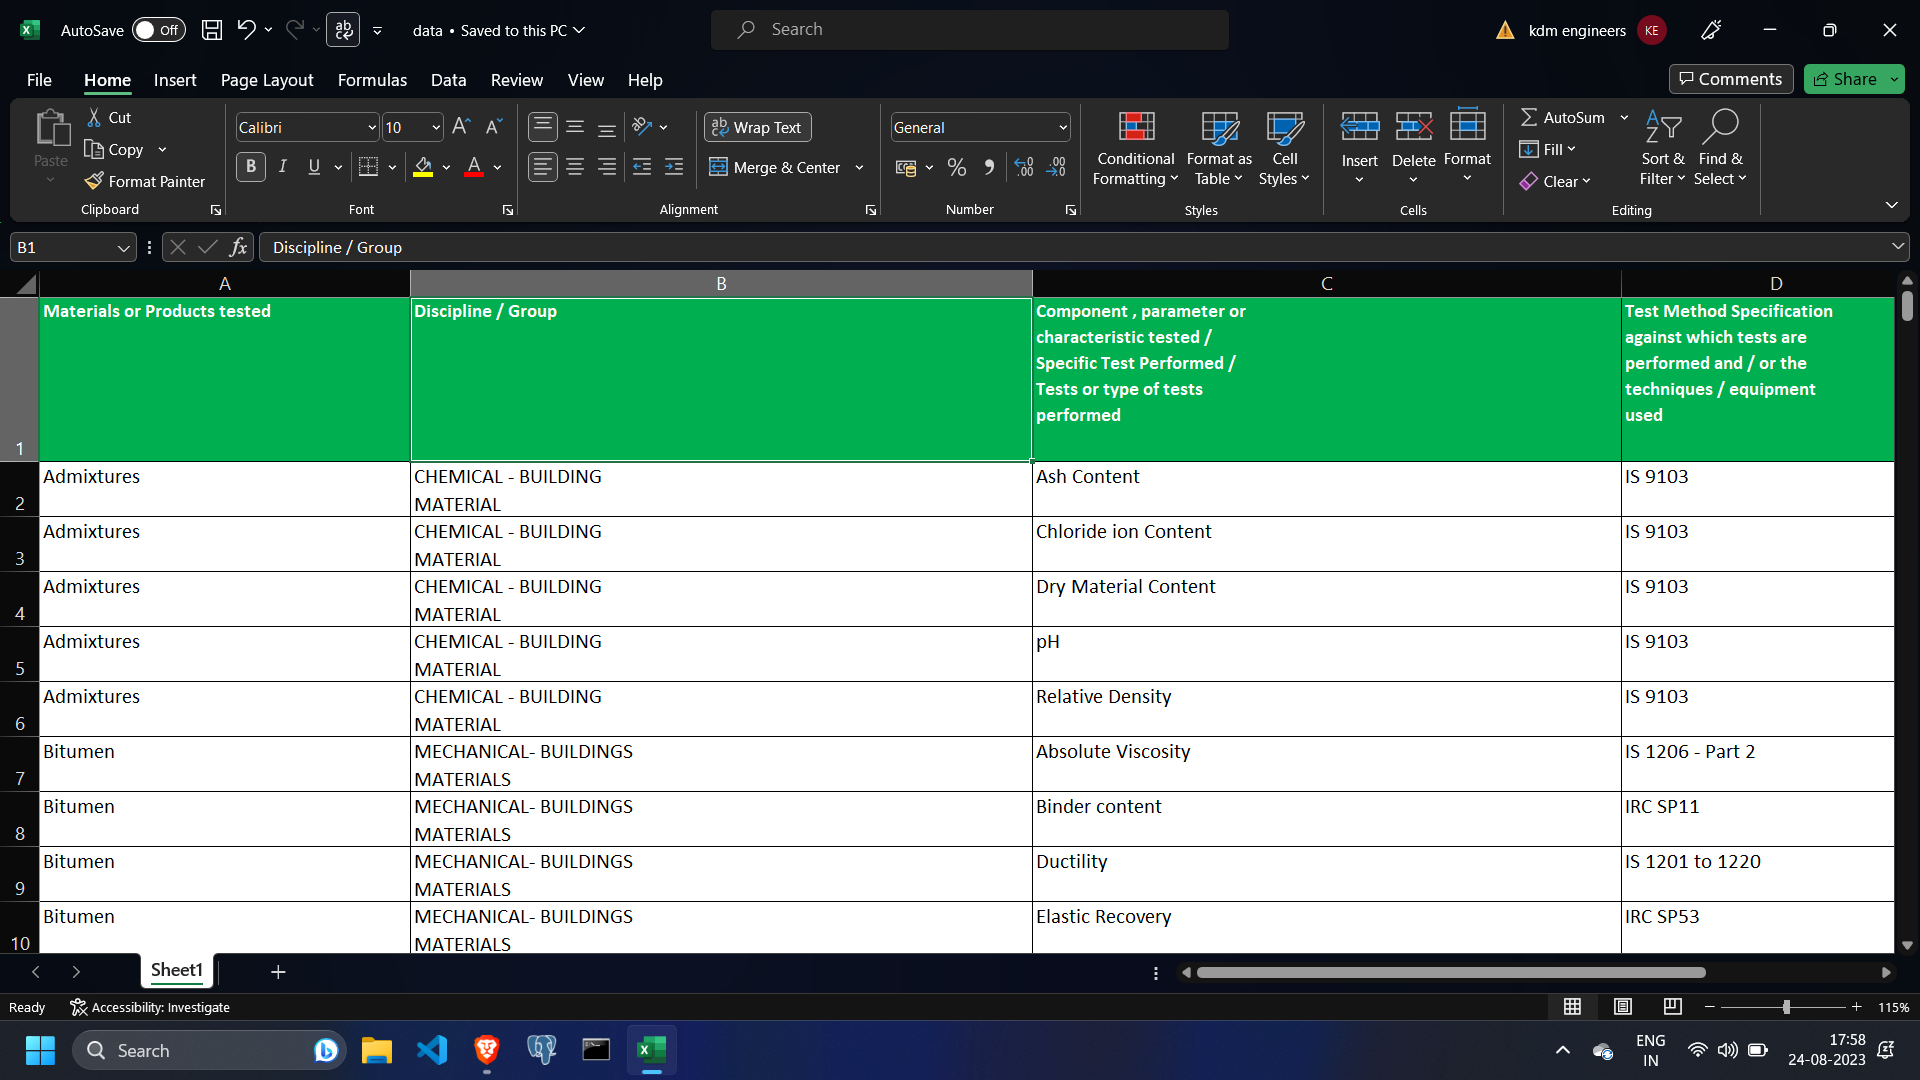 AutoSave Off data • Saved to this PC Search kdm engineers KE
File Home Insert Page Layout Formulas Data Review View Help Comments Share
Paste Cut Copy Format Painter Clipboard
Calibri 10 B I U A Font
Wrap Text Merge & Center Alignment
General % Number
Conditional Formatting Format as Table Cell Styles Styles
Insert Delete Format Cells
AutoSum Fill Clear Sort & Filter Find & Select Editing
B1 fx Discipline / Group
A B C D
1 Materials or Products tested Discipline / Group
Component , parameter or
characteristic tested /
Specific Test Performed /
Tests or type of tests
performed
Test Method Specification
against which tests are
performed and / or the
techniques / equipment
used
2 Admixtures CHEMICAL - BUILDING MATERIAL Ash Content IS 9103
3 Admixtures CHEMICAL - BUILDING MATERIAL Chloride ion Content IS 9103
4 Admixtures CHEMICAL - BUILDING MATERIAL Dry Material Content IS 9103
5 Admixtures CHEMICAL - BUILDING MATERIAL pH IS 9103
6 Admixtures CHEMICAL - BUILDING MATERIAL Relative Density IS 9103
7 Bitumen MECHANICAL- BUILDINGS MATERIALS Absolute Viscosity IS 1206 - Part 2
8 Bitumen MECHANICAL- BUILDINGS MATERIALS Binder content IRC SP11
9 Bitumen MECHANICAL- BUILDINGS MATERIALS Ductility IS 1201 to 1220
10 Bitumen MECHANICAL- BUILDINGS MATERIALS Elastic Recovery IRC SP53
Sheet1
Ready Accessibility: Investigate 115%
Search ENG IN 17:58 24-08-2023